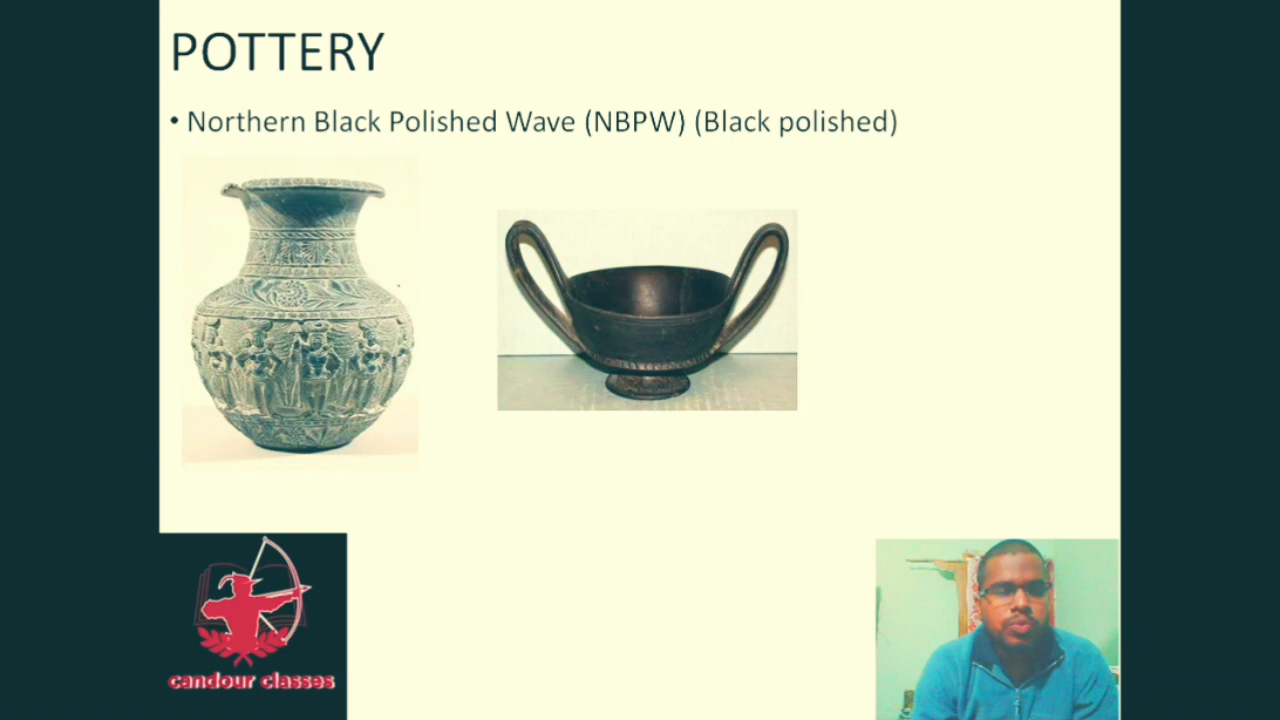 POTTERY
• Northern Black Polished Wave (NBPW) (Black polished)
candour classes